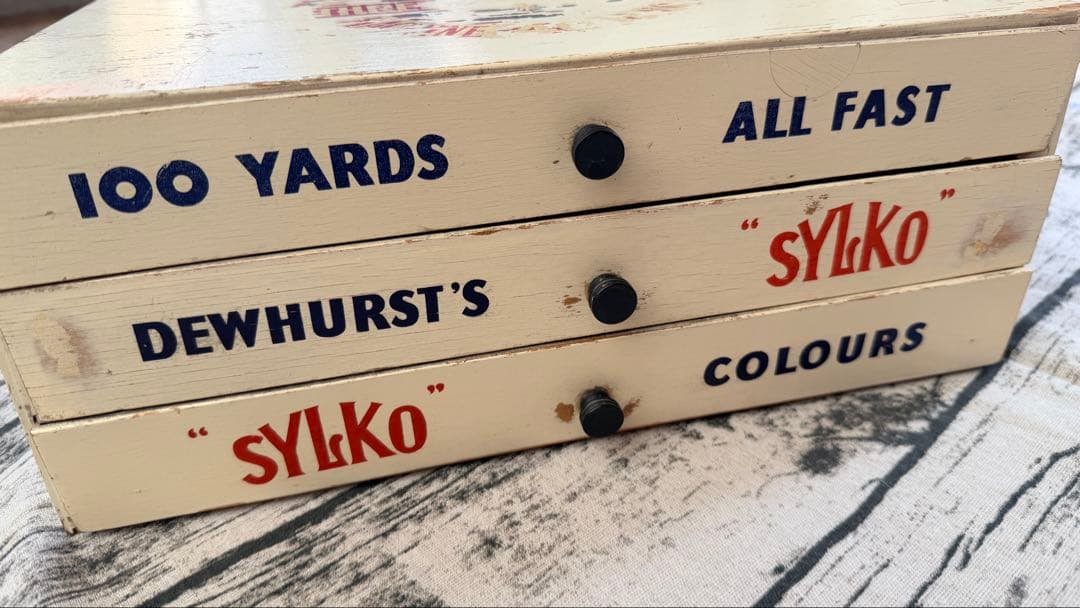 100 YARDS ALL FAST
DEWHURST'S "SYLKO"
"SYLKO" COLOURS